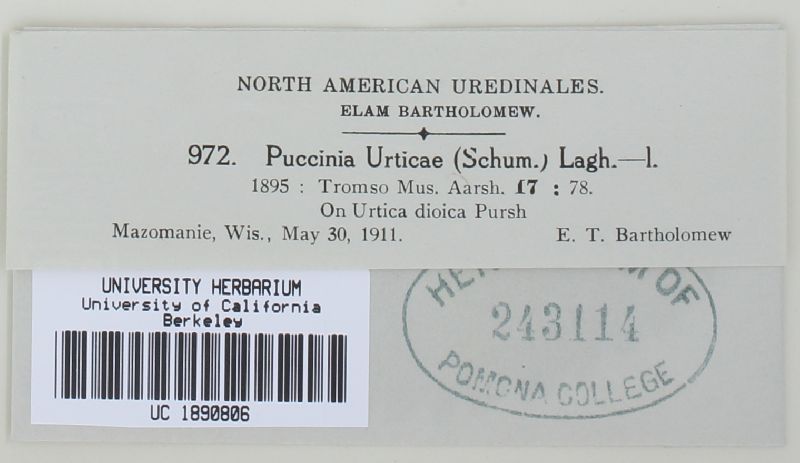 NORTH AMERICAN UREDINALES.
ELAM BARTHOLOMEW.
972. Puccinia Urticae (Schum.) Lagh.—l.
1895 : Tromso Mus. Aarsh. 17 : 78.
On Urtica dioica Pursh
Mazomanie, Wis., May 30, 1911. E. T. Bartholomew
UNIVERSITY HERBARIUM
University of California
Berkeley
UC 1890806
OF
243114
POMONA COLLEGE